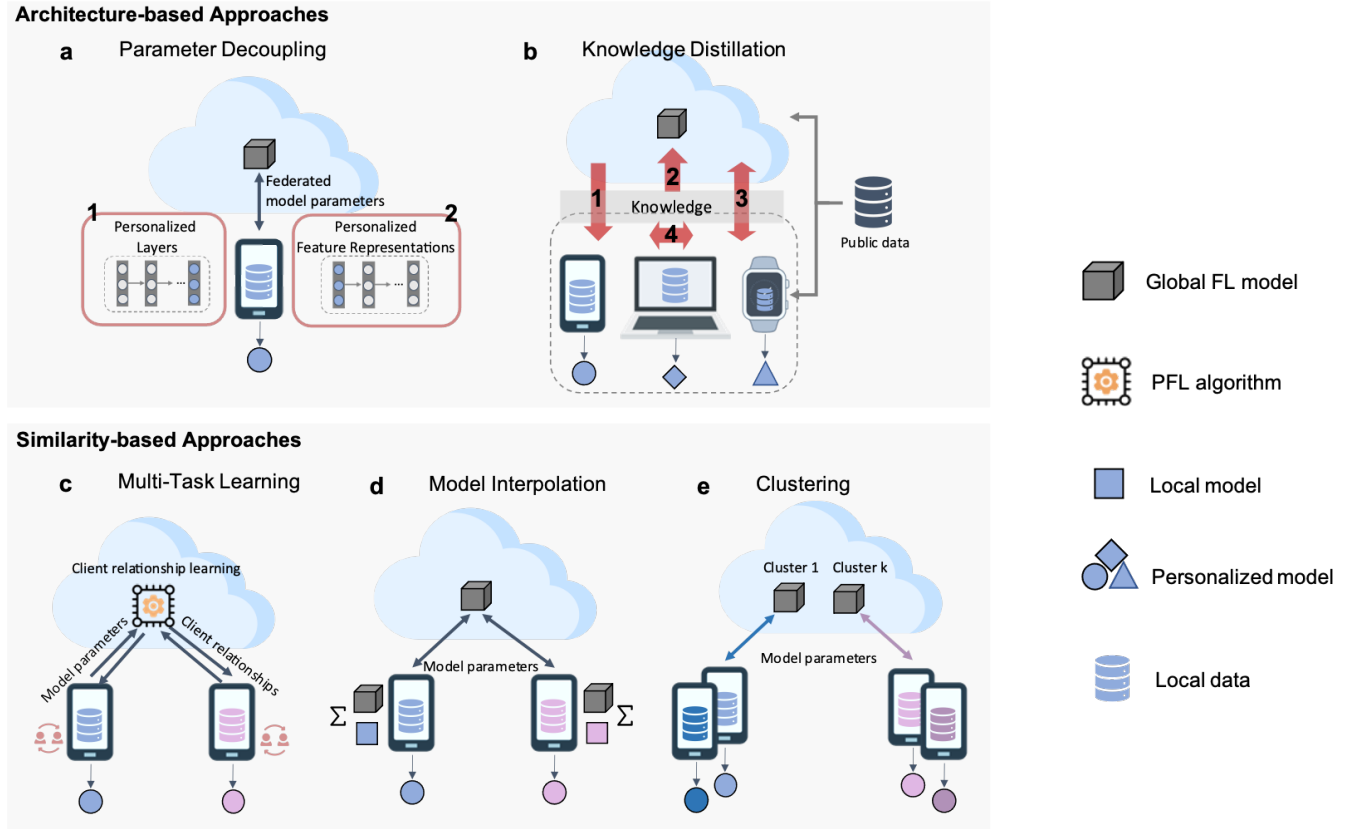 Architecture-based Approaches
a Parameter Decoupling
Federated
model parameters
1
Personalized
Layers
...
2
Personalized
Feature Representations
...
b Knowledge Distillation
1
2
3
Knowledge
4
Public data
Similarity-based Approaches
c Multi-Task Learning
Client relationship learning
Model parameters
Client relationships
d Model Interpolation
Model parameters
Σ
Σ
e Clustering
Cluster 1
Cluster k
Model parameters
Global FL model
PFL algorithm
Local model
Personalized model
Local data